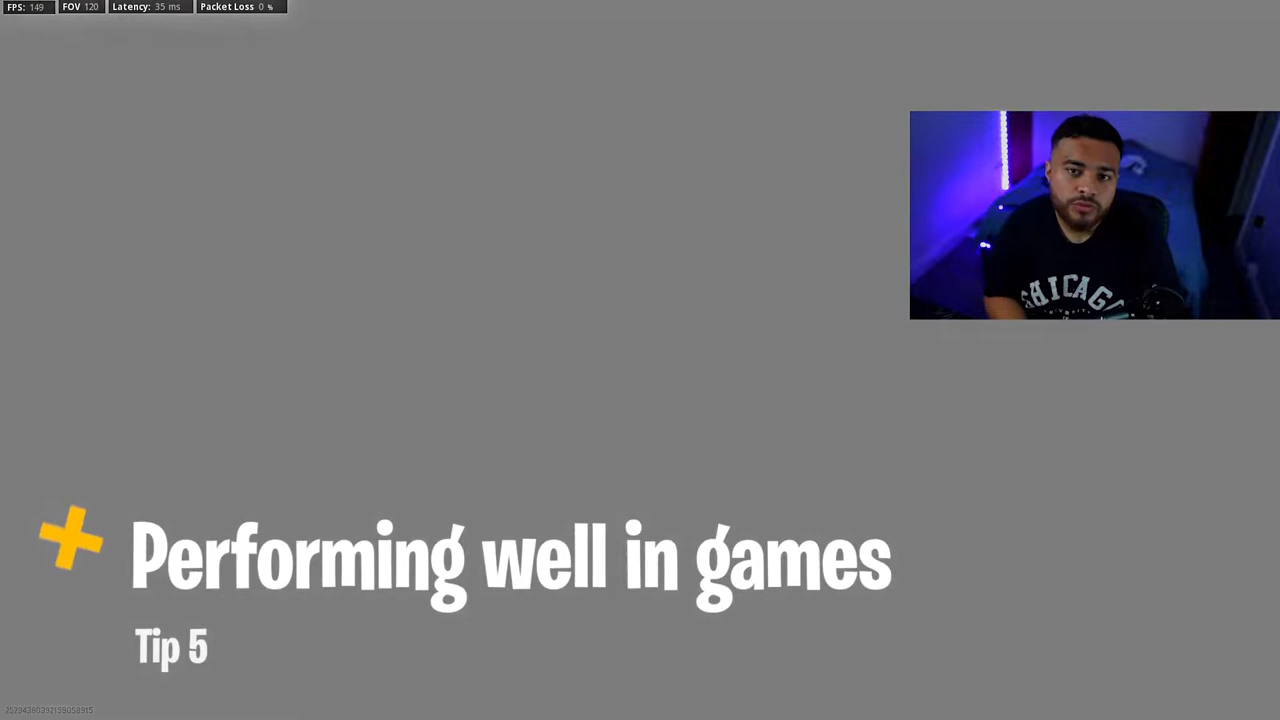 FPS: 149 FOV 120 Latency: 35 ms Packet Loss 0 %
CHICAGO
Performing well in games
Tip 5